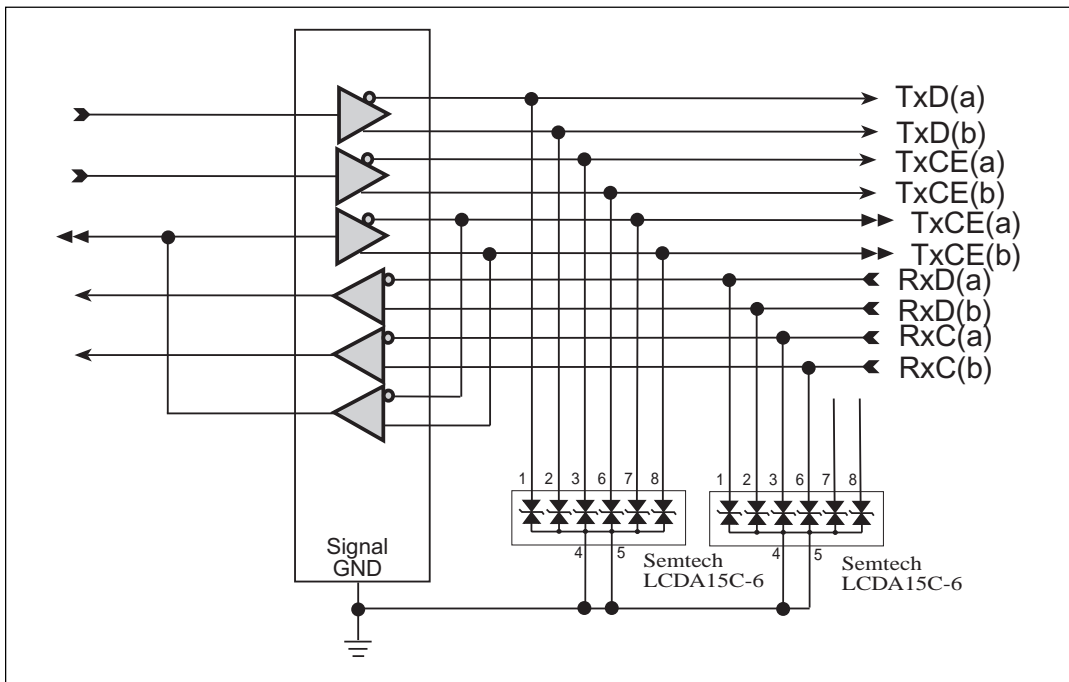 TxD(a)
TxD(b)
TxCE(a)
TxCE(b)
TxCE(a)
TxCE(b)
RxD(a)
RxD(b)
RxC(a)
RxC(b)
1 2 3 6 7 8
1 2 3 6 7 8
4 5
4 5
Signal
GND
Semtech
LCDA15C-6
Semtech
LCDA15C-6